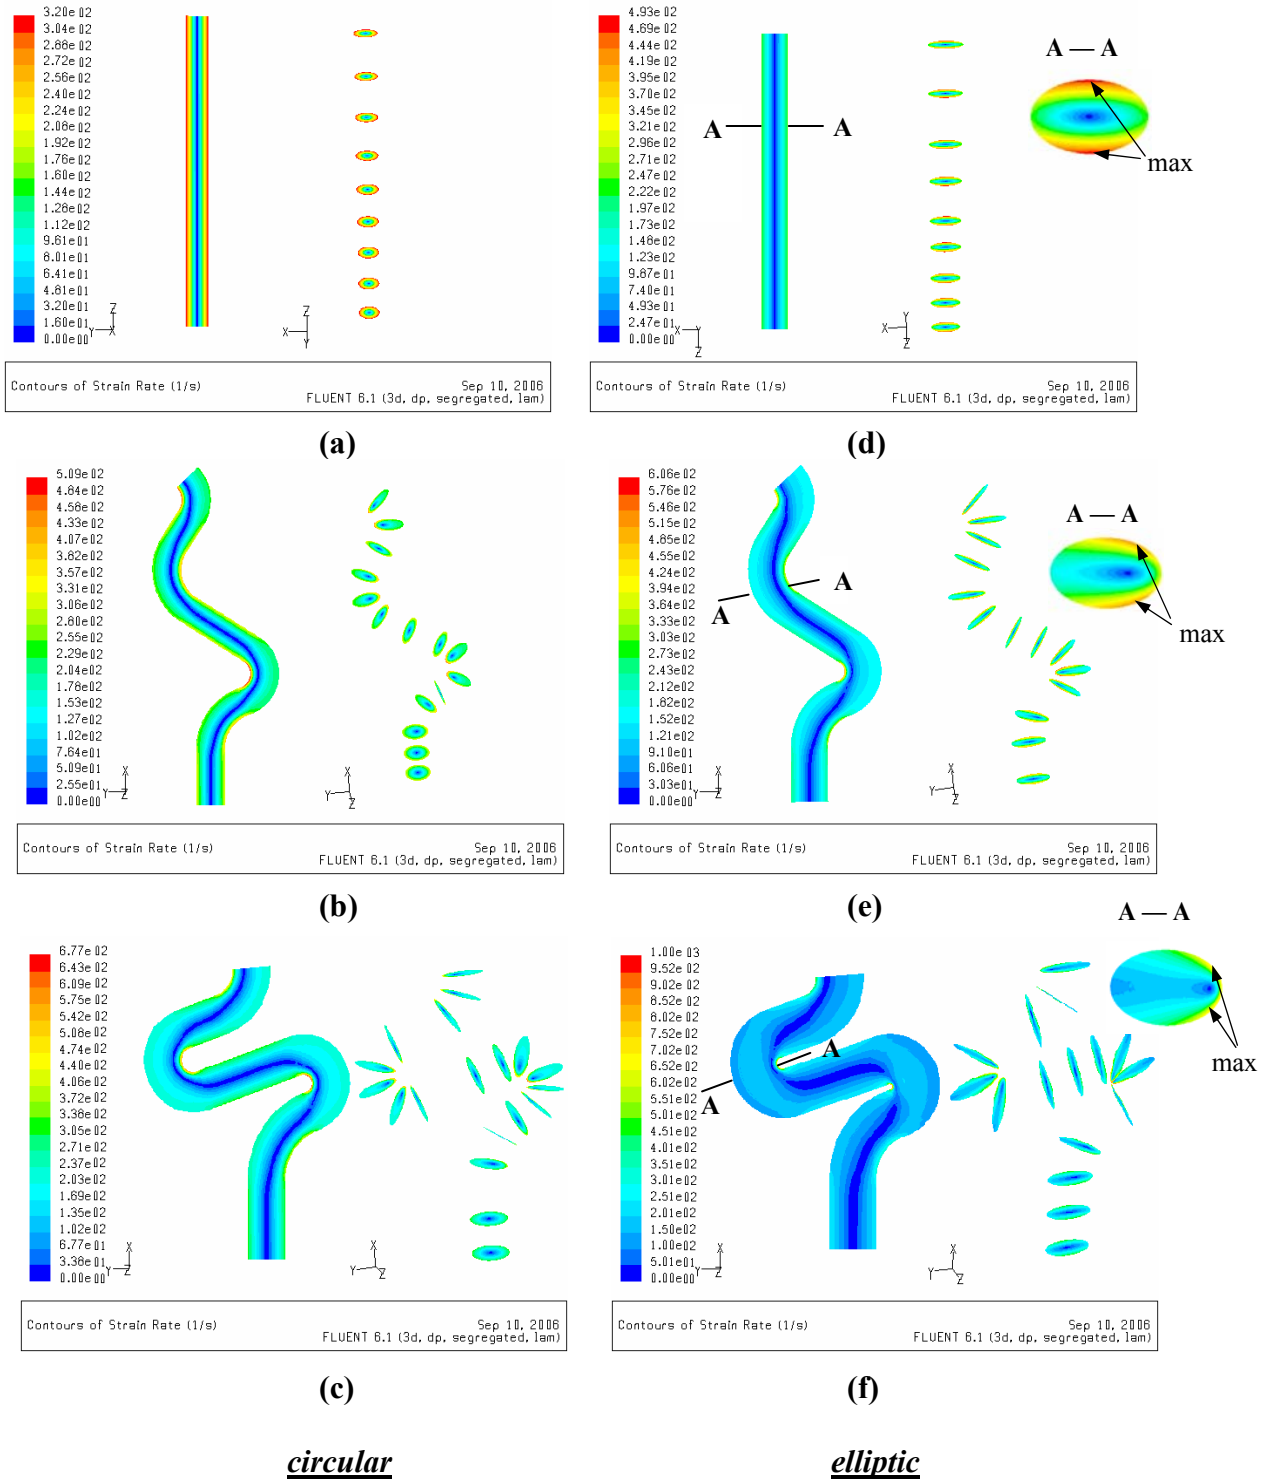 3.20e 02
3.04e 02
2.88e 02
2.72e 02
2.56e 02
2.40e 02
2.24e 02
2.08e 02
1.92e 02
1.76e 02
1.60e 02
1.44e 02
1.28e 02
1.12e 02
9.61e 01
8.01e 01
6.41e 01
4.81e 01
3.20e 01
1.60e 01
0.00e 00
Z
Y X
Z
X
Y
Contours of Strain Rate (1/s)
Sep 10, 2006
FLUENT 6.1 (3d, dp, segregated, lam)
(a)
4.93e 02
4.69e 02
4.44e 02
4.19e 02
3.95e 02
3.70e 02
3.45e 02
3.21e 02
2.96e 02
2.71e 02
2.47e 02
2.22e 02
1.97e 02
1.73e 02
1.48e 02
1.23e 02
9.87e 01
7.40e 01
4.93e 01
2.47e 01
0.00e 00
A A
A — A
max
X Y
Z
Y
X
Z
Contours of Strain Rate (1/s)
Sep 10, 2006
FLUENT 6.1 (3d, dp, segregated, lam)
(d)
5.09e 02
4.84e 02
4.58e 02
4.33e 02
4.07e 02
3.82e 02
3.57e 02
3.31e 02
3.06e 02
2.80e 02
2.55e 02
2.29e 02
2.04e 02
1.78e 02
1.53e 02
1.27e 02
1.02e 02
7.64e 01
5.09e 01
2.55e 01
0.00e 00
X
Y Z
X
Y
Z
Contours of Strain Rate (1/s)
Sep 10, 2006
FLUENT 6.1 (3d, dp, segregated, lam)
(b)
6.06e 02
5.76e 02
5.46e 02
5.15e 02
4.85e 02
4.55e 02
4.24e 02
3.94e 02
3.64e 02
3.33e 02
3.03e 02
2.73e 02
2.43e 02
2.12e 02
1.82e 02
1.52e 02
1.21e 02
9.10e 01
6.06e 01
3.03e 01
0.00e 00
A
A
A — A
max
X
Y Z
X
Y
Z
Contours of Strain Rate (1/s)
Sep 10, 2006
FLUENT 6.1 (3d, dp, segregated, lam)
(e)
6.77e 02
6.43e 02
6.09e 02
5.75e 02
5.42e 02
5.08e 02
4.74e 02
4.40e 02
4.06e 02
3.72e 02
3.38e 02
3.05e 02
2.71e 02
2.37e 02
2.03e 02
1.69e 02
1.35e 02
1.02e 02
6.77e 01
3.38e 01
0.00e 00
X
Y Z
X
Y
Z
Contours of Strain Rate (1/s)
Sep 10, 2006
FLUENT 6.1 (3d, dp, segregated, lam)
(c)
1.00e 03
9.52e 02
9.02e 02
8.52e 02
8.02e 02
7.52e 02
7.02e 02
6.52e 02
6.02e 02
5.51e 02
5.01e 02
4.51e 02
4.01e 02
3.51e 02
3.01e 02
2.51e 02
2.01e 02
1.50e 02
1.00e 02
5.01e 01
0.00e 00
A
A
A — A
max
X
Y Z
X
Y
Z
Contours of Strain Rate (1/s)
Sep 10, 2006
FLUENT 6.1 (3d, dp, segregated, lam)
(f)
circular
elliptic